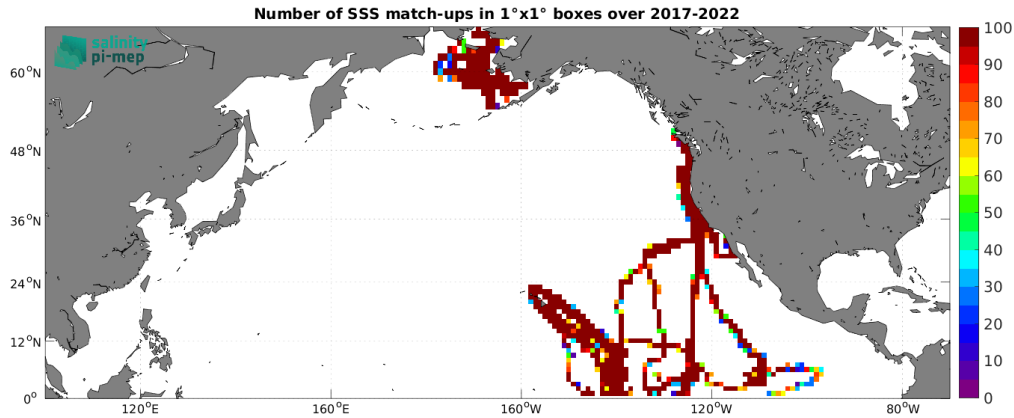 Number of SSS match-ups in 1°x1° boxes over 2017-2022
salinity
pi-mep
60°N
48°N
36°N
24°N
12°N
0°
120°E
160°E
160°W
120°W
80°W
100
90
80
70
60
50
40
30
20
10
0